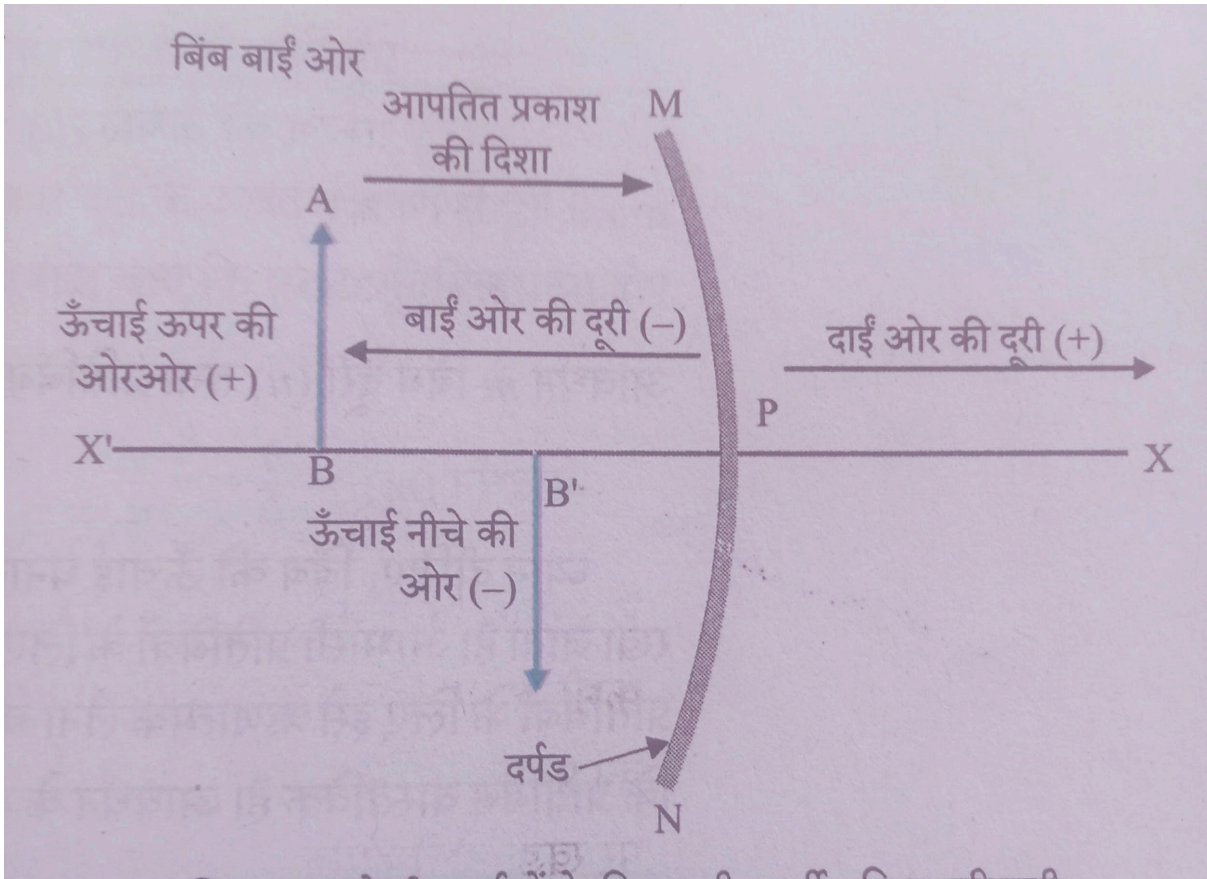 बिंब बाईं ओर
आपतित प्रकाश
की दिशा
M
A
ऊँचाई ऊपर की
ओरओर (+)
बाईं ओर की दूरी (–)
दाईं ओर की दूरी (+)
P
X'
X
B
B'
ऊँचाई नीचे की
ओर (–)
दर्पड
N